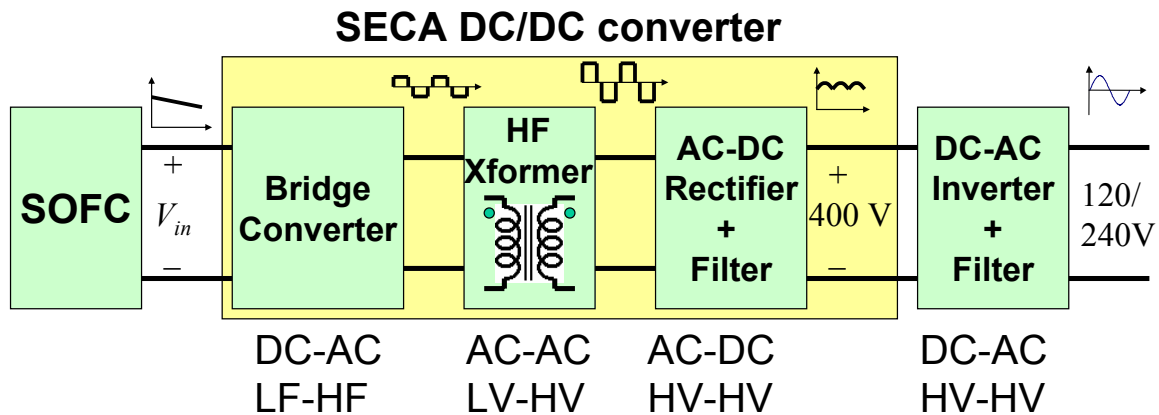 SECA DC/DC converter
SOFC
+
V_in
−
Bridge
Converter
HF
Xformer
AC-DC
Rectifier
+
Filter
+
400 V
−
DC-AC
Inverter
+
Filter
120/
240V
DC-AC
LF-HF
AC-AC
LV-HV
AC-DC
HV-HV
DC-AC
HV-HV